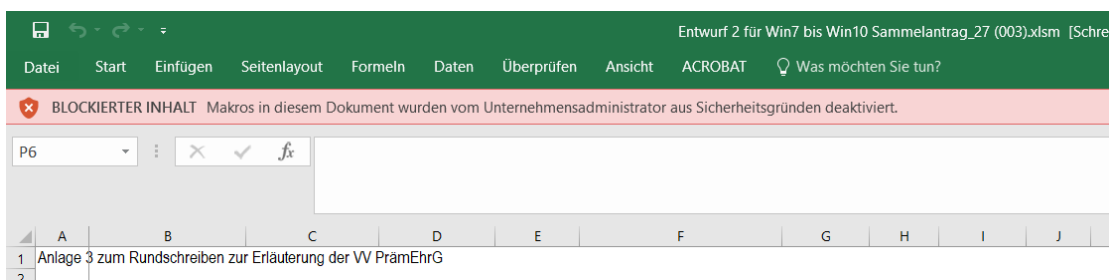 Entwurf 2 für Win7 bis Win10 Sammelantrag_27 (003).xlsm [Schre
Datei Start Einfügen Seitenlayout Formeln Daten Überprüfen Ansicht ACROBAT Was möchten Sie tun?
BLOCKIERTER INHALT Makros in diesem Dokument wurden vom Unternehmensadministrator aus Sicherheitsgründen deaktiviert.
P6 fx
A B C D E F G H I J
1 Anlage 3 zum Rundschreiben zur Erläuterung der VV PrämEhrG
2